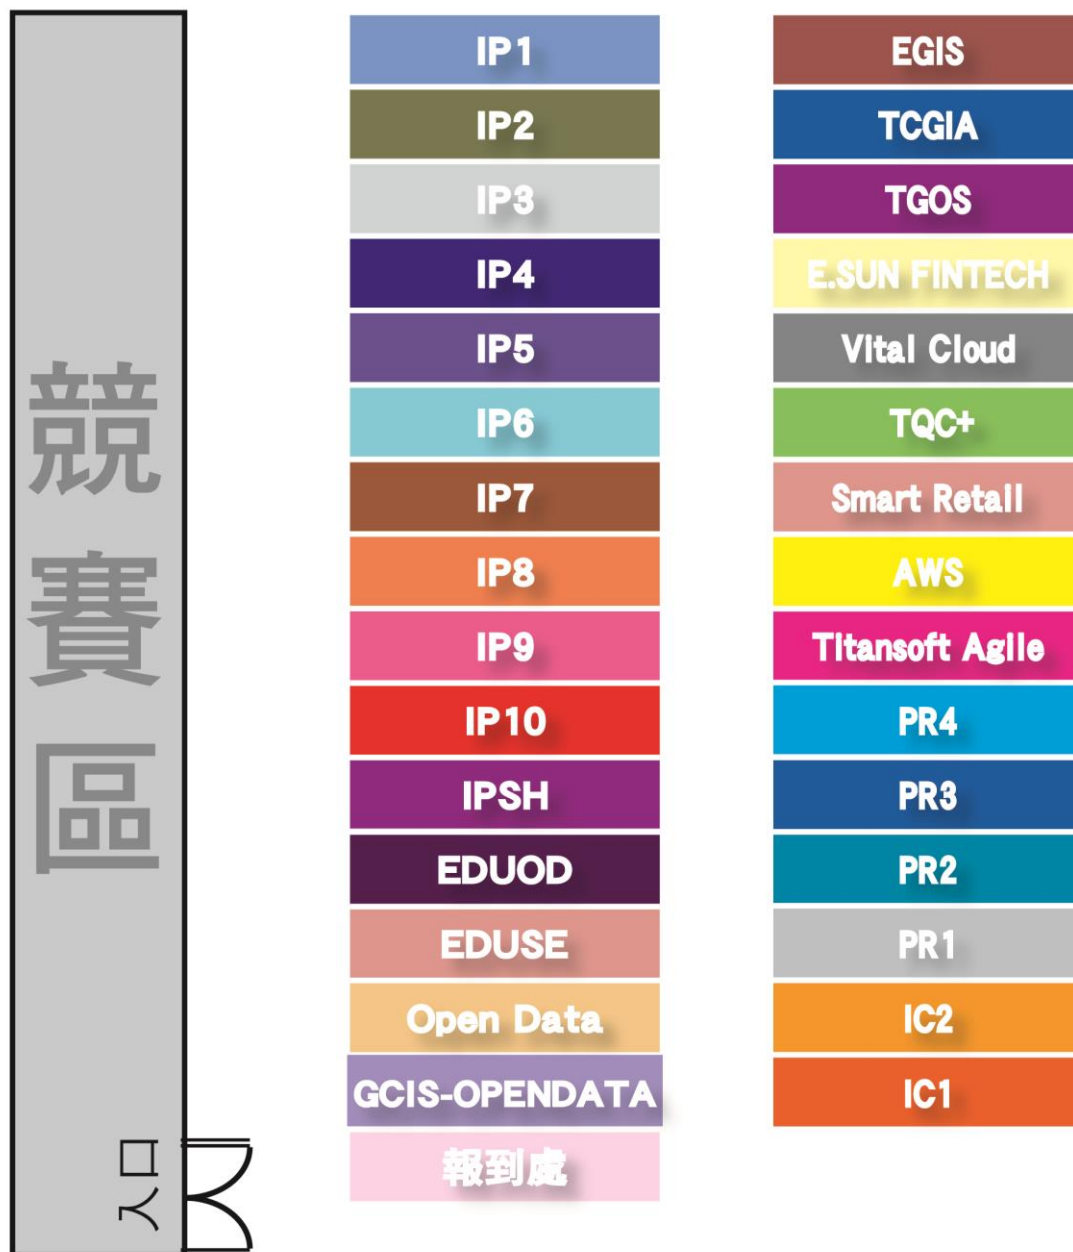 競賽區
入口
IP1
IP2
IP3
IP4
IP5
IP6
IP7
IP8
IP9
IP10
IPSH
EDUOD
EDUSE
Open Data
GCIS-OPENDATA
報到處
EGIS
TCGIA
TGOS
E.SUN FINTECH
Vital Cloud
TQC+
Smart Retail
AWS
Titansoft Agile
PR4
PR3
PR2
PR1
IC2
IC1